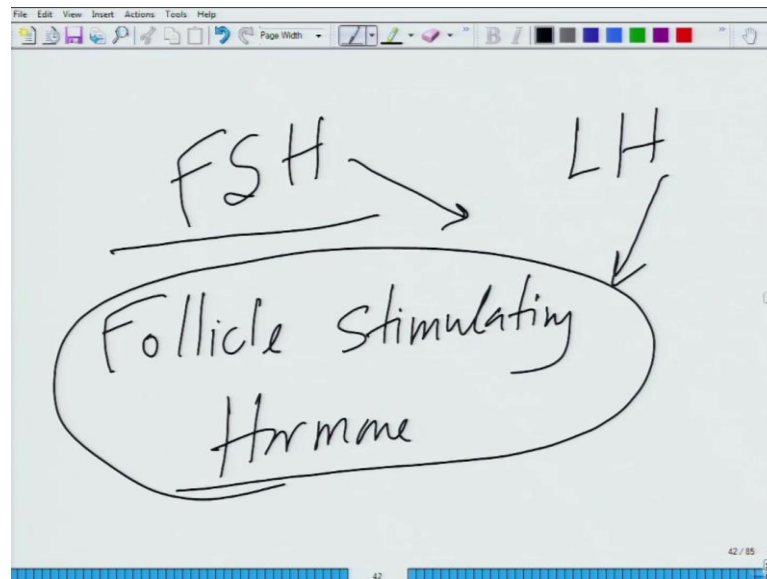 File Edit View Insert Actions Tools Help
Page Width B I
FSH LH
Follicle Stimulating
Hormone
42 / 85
42